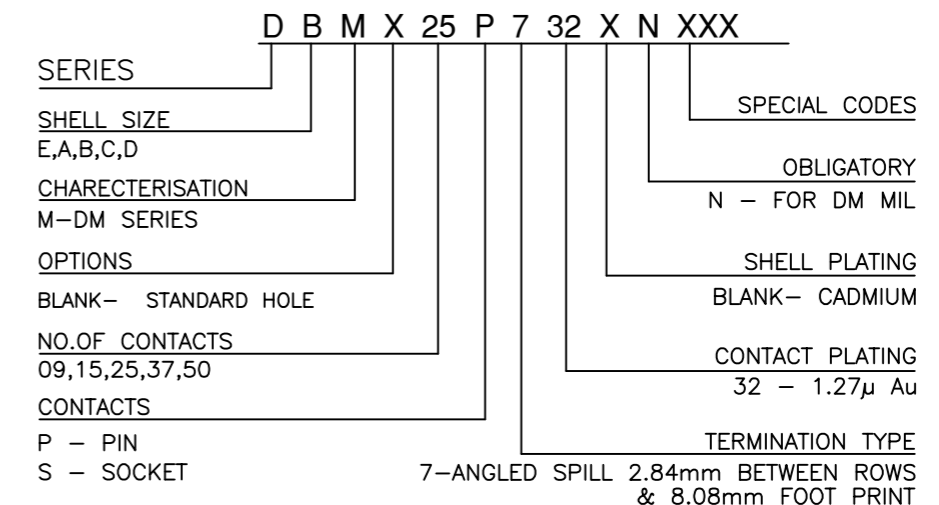 D B M X 25 P 7 32 X N XXX
SERIES
SHELL SIZE
E,A,B,C,D
CHARECTERISATION
M-DM SERIES
OPTIONS
BLANK- STANDARD HOLE
NO.OF CONTACTS
09,15,25,37,50
CONTACTS
P - PIN
S - SOCKET
SPECIAL CODES
OBLIGATORY
N - FOR DM MIL
SHELL PLATING
BLANK- CADMIUM
CONTACT PLATING
32 - 1.27µ Au
TERMINATION TYPE
7-ANGLED SPILL 2.84mm BETWEEN ROWS
& 8.08mm FOOT PRINT